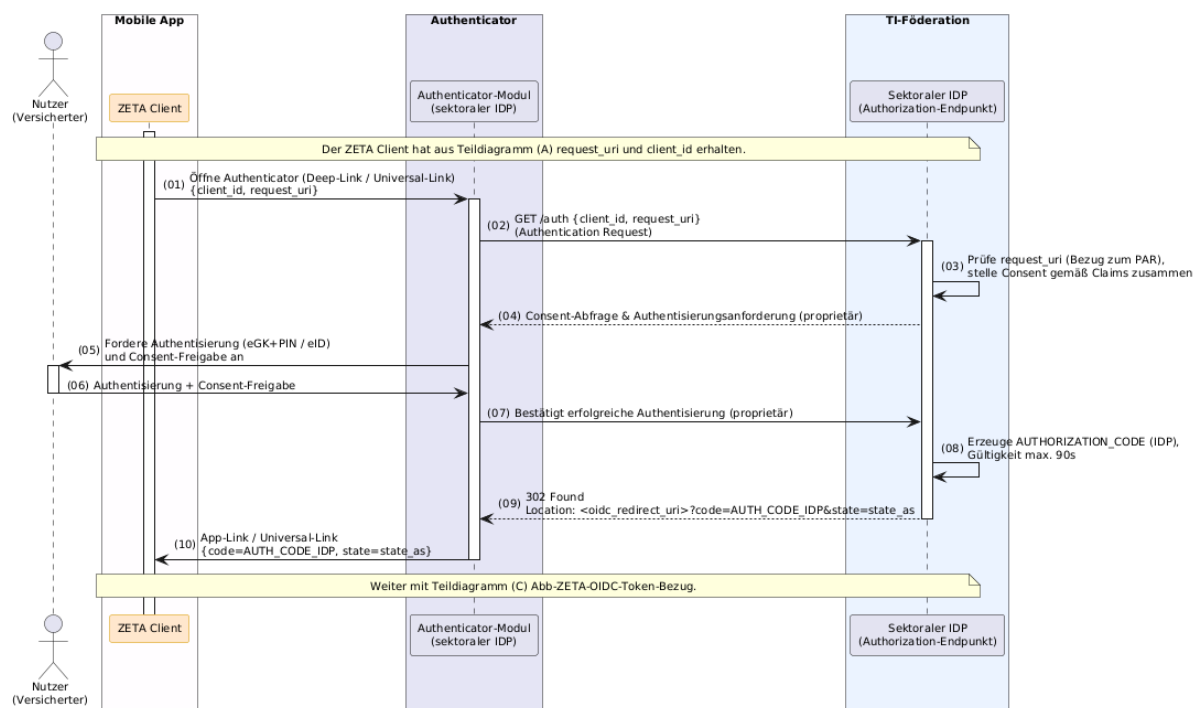 Mobile App
Authenticator
TI-Föderation
Nutzer
(Versicherter)
ZETA Client
Authenticator-Modul
(sektoraler IDP)
Sektoraler IDP
(Authorization-Endpunkt)
Der ZETA Client hat aus Teildiagramm (A) request_uri und client_id erhalten.
(01) Öffne Authenticator (Deep-Link / Universal-Link)
{client_id, request_uri}
(02) GET /auth {client_id, request_uri}
(Authentication Request)
(03) Prüfe request_uri (Bezug zum PAR),
stelle Consent gemäß Claims zusammen
(04) Consent-Abfrage & Authentisierungsanforderung (proprietär)
(05) Fordere Authentisierung (eGK+PIN / eID)
und Consent-Freigabe an
(06) Authentisierung + Consent-Freigabe
(07) Bestätigt erfolgreiche Authentisierung (proprietär)
(08) Erzeuge AUTHORIZATION_CODE (IDP),
Gültigkeit max. 90s
(09) 302 Found
Location: <oidc_redirect_uri>?code=AUTH_CODE_IDP&state=state_as
(10) App-Link / Universal-Link
{code=AUTH_CODE_IDP, state=state_as}
Weiter mit Teildiagramm (C) Abb-ZETA-OIDC-Token-Bezug.
Nutzer
(Versicherter)
ZETA Client
Authenticator-Modul
(sektoraler IDP)
Sektoraler IDP
(Authorization-Endpunkt)